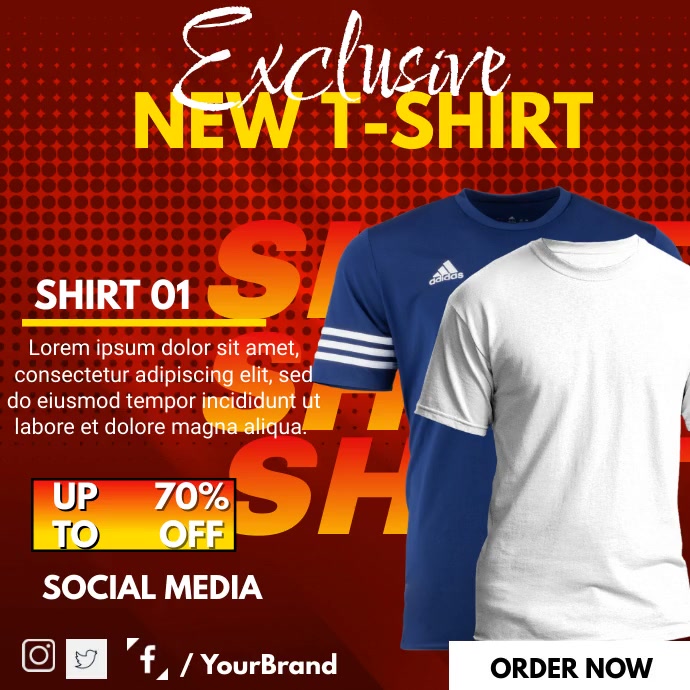 Exclusive
NEW T-SHIRT
SHIRT 01
Lorem ipsum dolor sit amet,
consectetur adipiscing elit, sed
do eiusmod tempor incididunt ut
labore et dolore magna aliqua.
adidas
UP 70%
TO OFF
SOCIAL MEDIA
/ YourBrand
ORDER NOW